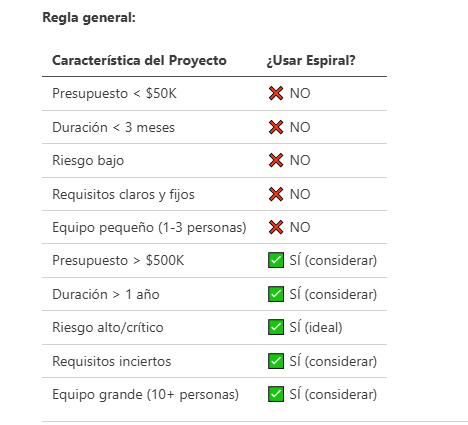 Regla general:
Característica del Proyecto ¿Usar Espiral?
Presupuesto < $50K ❌ NO
Duración < 3 meses ❌ NO
Riesgo bajo ❌ NO
Requisitos claros y fijos ❌ NO
Equipo pequeño (1-3 personas) ❌ NO
Presupuesto > $500K ✅ SÍ (considerar)
Duración > 1 año ✅ SÍ (considerar)
Riesgo alto/crítico ✅ SÍ (ideal)
Requisitos inciertos ✅ SÍ (considerar)
Equipo grande (10+ personas) ✅ SÍ (considerar)